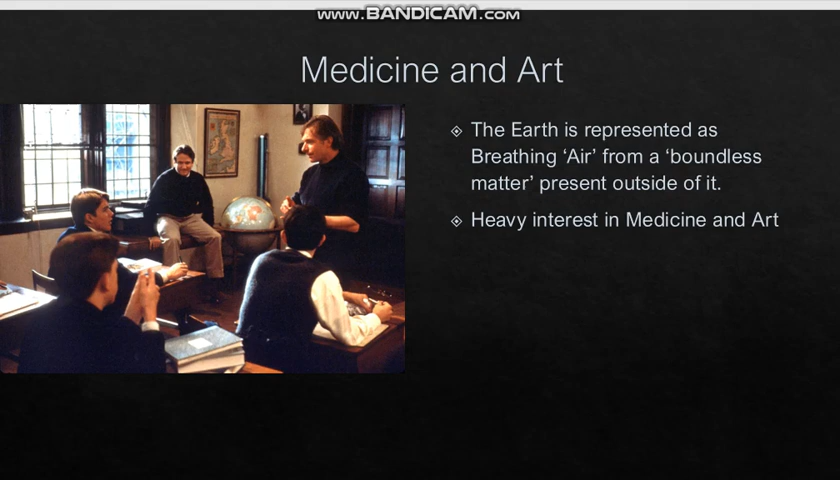 www.BANDICAM.com
Medicine and Art
The Earth is represented as
Breathing ‘Air’ from a ‘boundless
matter’ present outside of it.
Heavy interest in Medicine and Art